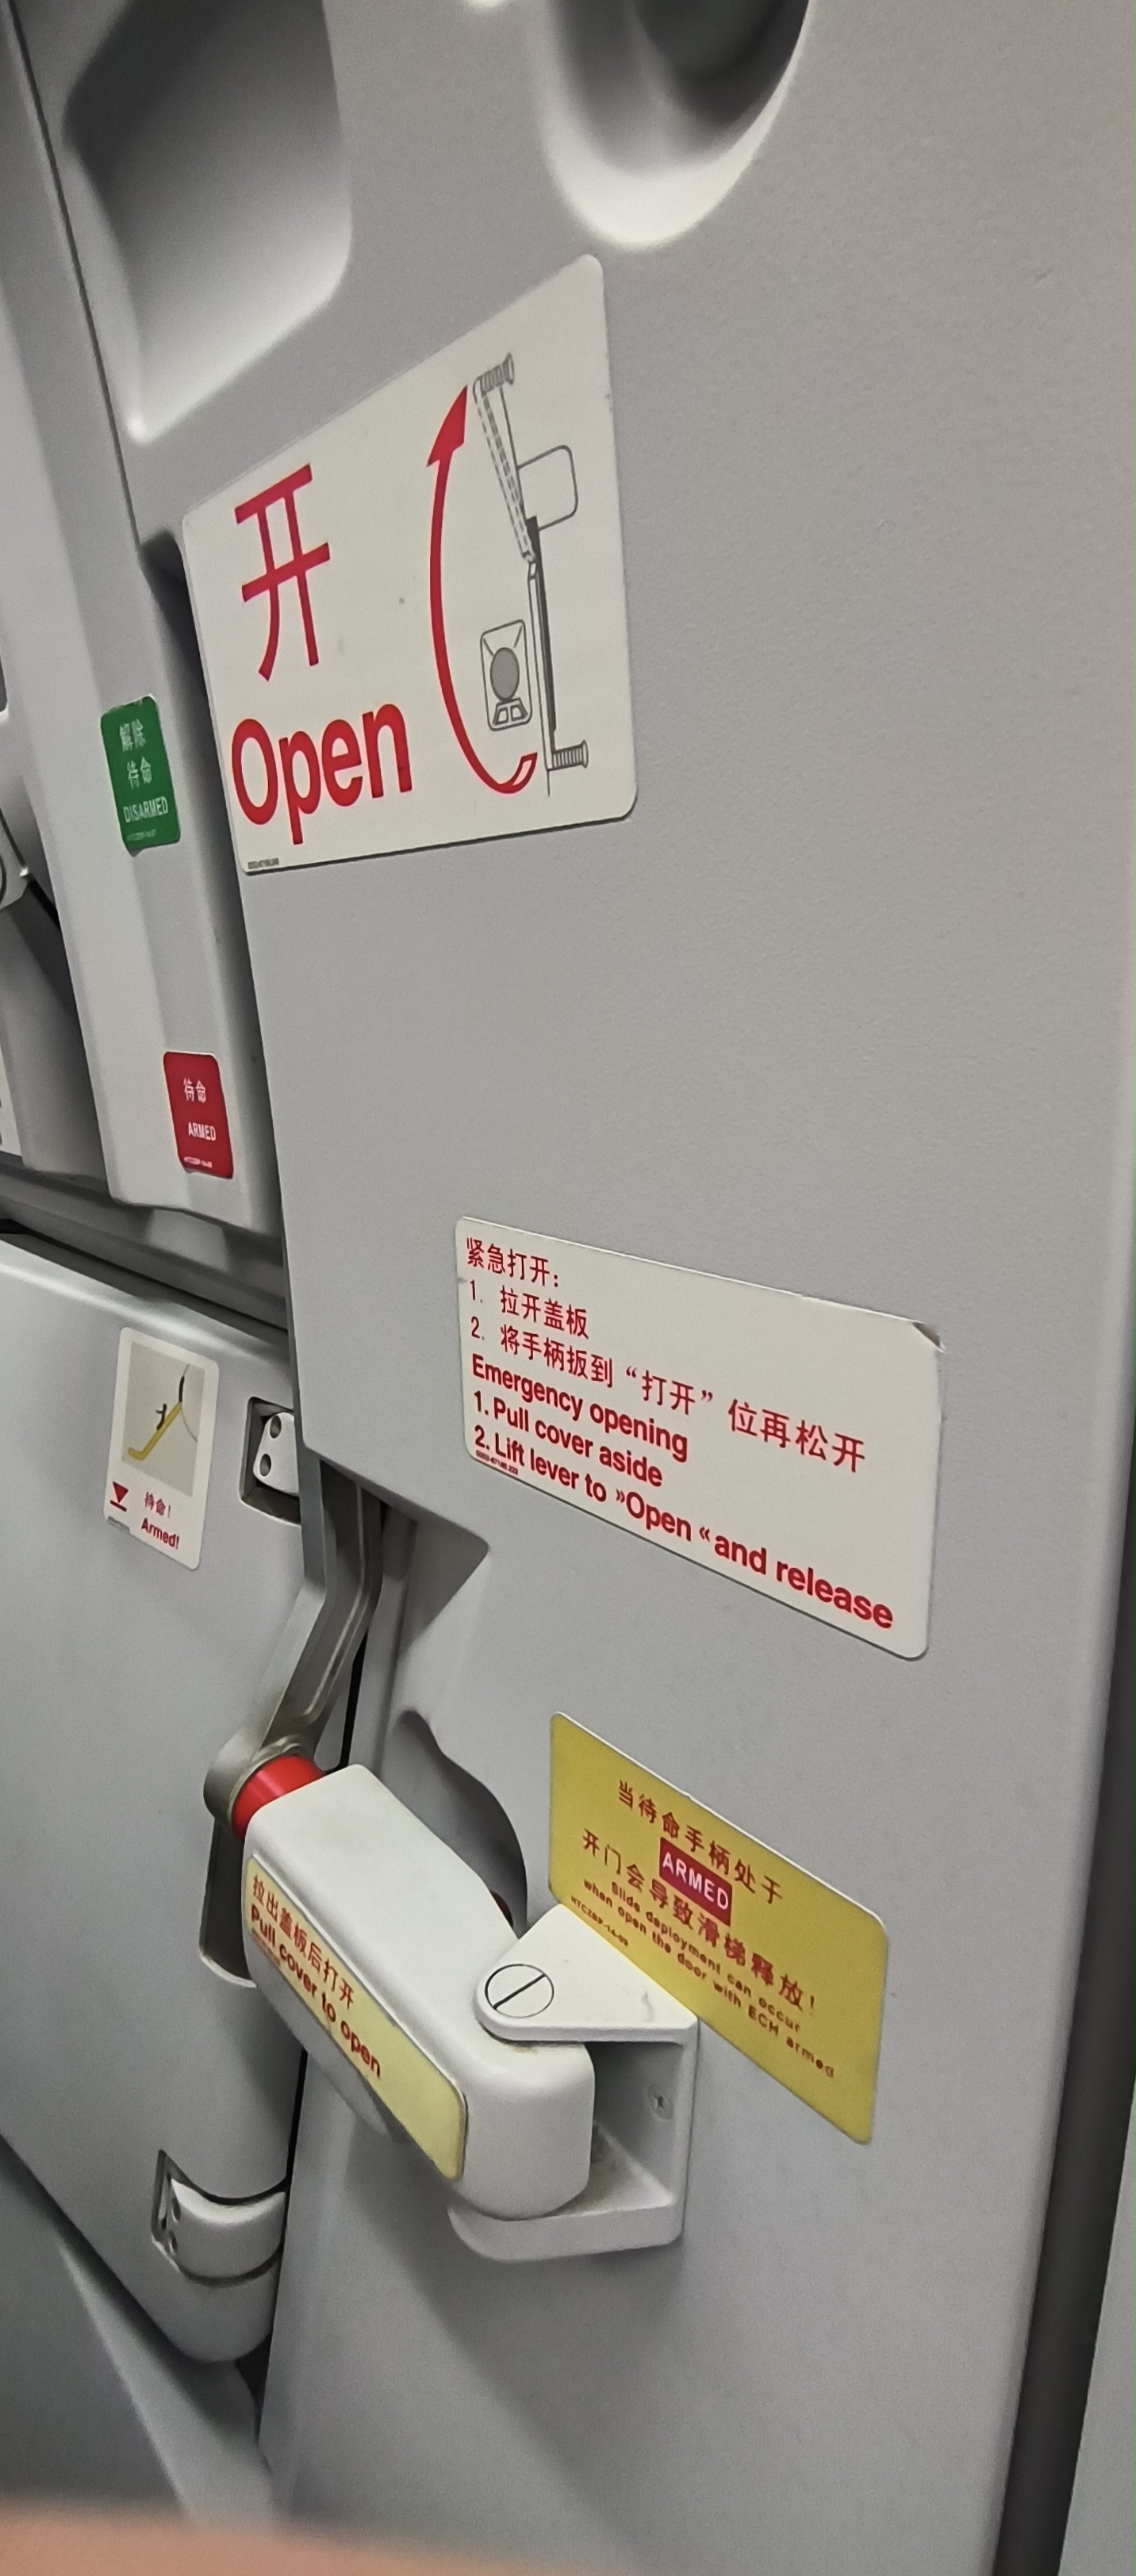 开
Open
解除
待命
DISARMED
待命
ARMED
紧急打开：
1. 拉开盖板
2. 将手柄扳到“打开”位再松开
Emergency opening
1. Pull cover aside
2. Lift lever to »Open « and release
待命！
Armed!
当待命手柄处于
ARMED
开门会导致滑梯释放！
Slide deployment can occur
when open the door with ECH armed
拉出盖板后打开
Pull cover to open